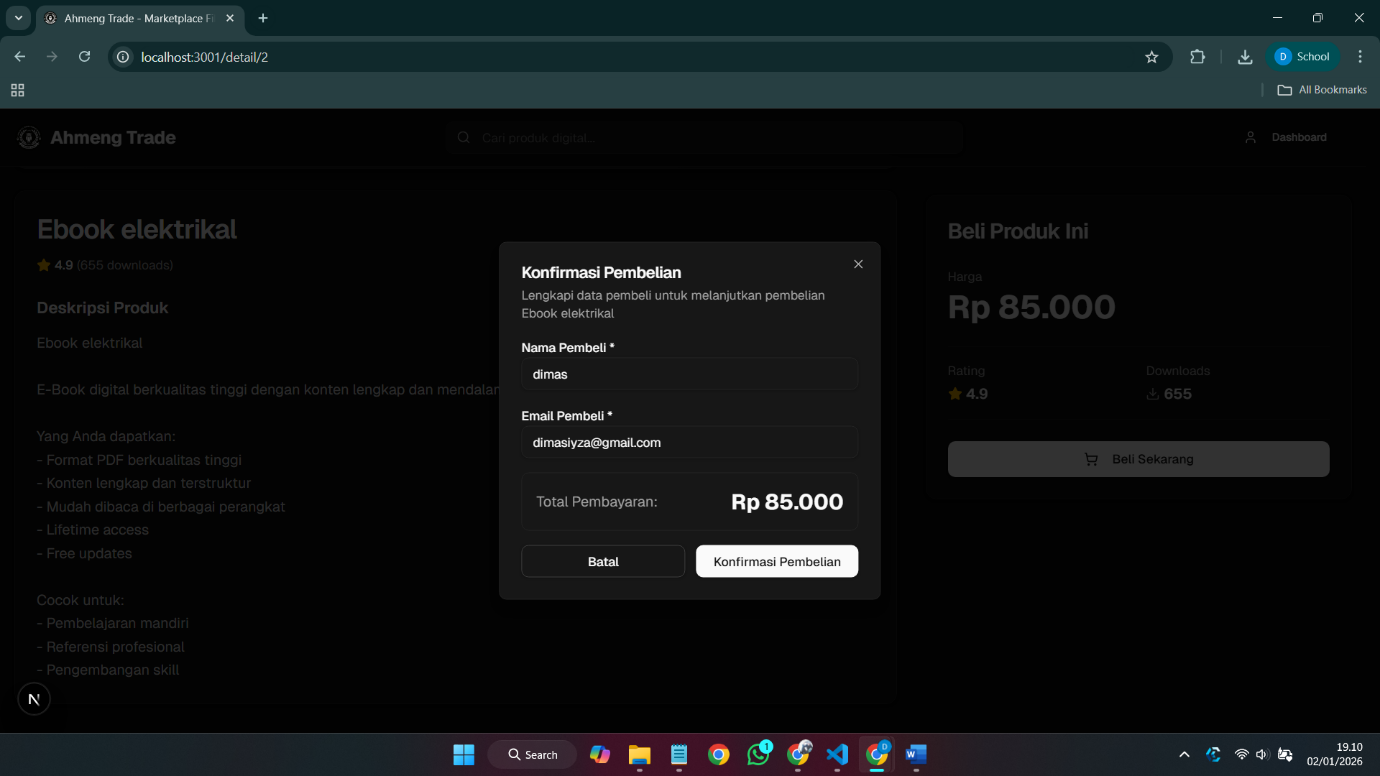 Ahmeng Trade - Marketplace Fi
localhost:3001/detail/2
School
All Bookmarks
Ahmeng Trade
Cari produk digital...
Dashboard
Ebook elektrikal
4.9 (655 downloads)
Deskripsi Produk
Ebook elektrikal
E-Book digital berkualitas tinggi dengan konten lengkap dan mendalam
Yang Anda dapatkan:
- Format PDF berkualitas tinggi
- Konten lengkap dan terstruktur
- Mudah dibaca di berbagai perangkat
- Lifetime access
- Free updates
Cocok untuk:
- Pembelajaran mandiri
- Referensi profesional
- Pengembangan skill
Konfirmasi Pembelian
Lengkapi data pembeli untuk melanjutkan pembelian
Ebook elektrikal
Nama Pembeli *
dimas
Email Pembeli *
dimasiyza@gmail.com
Total Pembayaran: Rp 85.000
Batal Konfirmasi Pembelian
Beli Produk Ini
Harga
Rp 85.000
Rating Downloads
4.9 655
Beli Sekarang
N
Search
1
D
19.10
02/01/2026